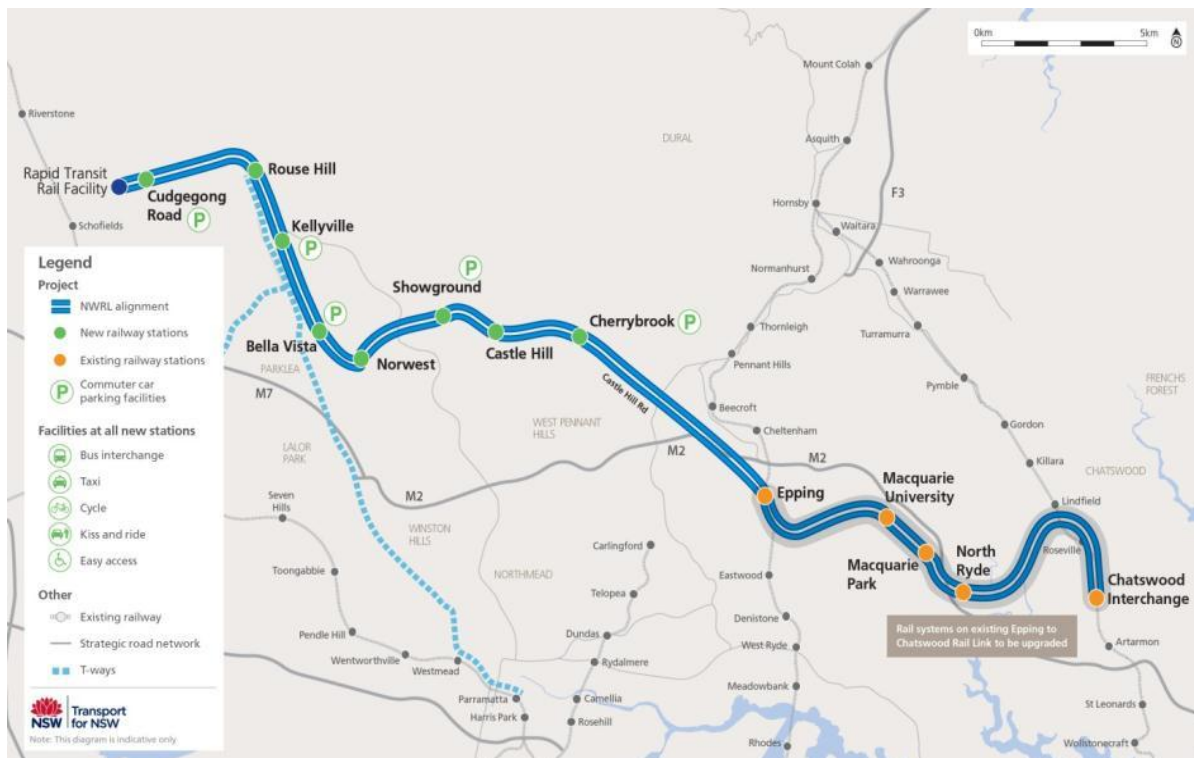 0km 5km
N
Mount Colah
Riverstone
DURAL
Asquith
Rapid Transit
Rail Facility
Rouse Hill
Cudgegong
Road P
F3
Hornsby
Schofields
Kellyville
P
Waitara
Wahroonga
Normanhurst
Warrawee
Showground
P
Thornleigh
Turramurra
Cherrybrook P
Bella Vista
P
Norwest
Castle Hill
PARKLEA
M7
Pennant Hills
Castle Hill Rd
Pymble
FRENCHS
FOREST
Beecroft
WEST PENNANT
HILLS
Cheltenham
Gordon
LALOR
PARK
M2
M2
Killara
CHATSWOOD
M2
Epping
Macquarie
University
Lindfield
Seven
Hills
WINSTON
HILLS
Carlingford
Macquarie
Park
North
Ryde
Roseville
Toongabbie
NORTHMEAD
Eastwood
Chatswood
Interchange
Telopea
Denistone
Rail systems on existing Epping to
Chatswood Rail Link to be upgraded
Pendle Hill
Dundas
West Ryde
Artarmon
Wentworthville
Westmead
Rydalmere
Meadowbank
Parramatta
Camellia
St Leonards
Harris Park
Rosehill
Rhodes
Wollstonecraft
Legend
Project
NWRL alignment
New railway stations
Existing railway stations
P
Commuter car
parking facilities
Facilities at all new stations
Bus interchange
Taxi
Cycle
Kiss and ride
Easy access
Other
Existing railway
Strategic road network
T-ways
NSW
GOVERNMENT
Transport
for NSW
Note: This diagram is indicative only